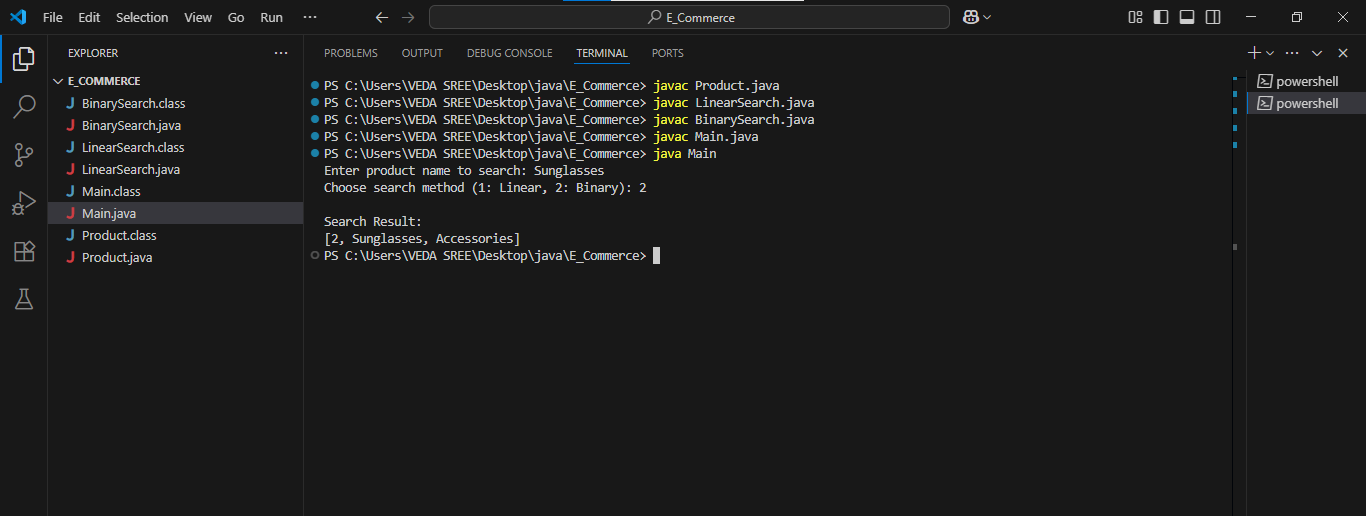 File Edit Selection View Go Run ···
E_Commerce
EXPLORER ···
E_COMMERCE
J BinarySearch.class
J BinarySearch.java
J LinearSearch.class
J LinearSearch.java
J Main.class
J Main.java
J Product.class
J Product.java
PROBLEMS OUTPUT DEBUG CONSOLE TERMINAL PORTS
PS C:\Users\VEDA SREE\Desktop\java\E_Commerce> javac Product.java
PS C:\Users\VEDA SREE\Desktop\java\E_Commerce> javac LinearSearch.java
PS C:\Users\VEDA SREE\Desktop\java\E_Commerce> javac BinarySearch.java
PS C:\Users\VEDA SREE\Desktop\java\E_Commerce> javac Main.java
PS C:\Users\VEDA SREE\Desktop\java\E_Commerce> java Main
Enter product name to search: Sunglasses
Choose search method (1: Linear, 2: Binary): 2
Search Result:
[2, Sunglasses, Accessories]
PS C:\Users\VEDA SREE\Desktop\java\E_Commerce>
powershell
powershell